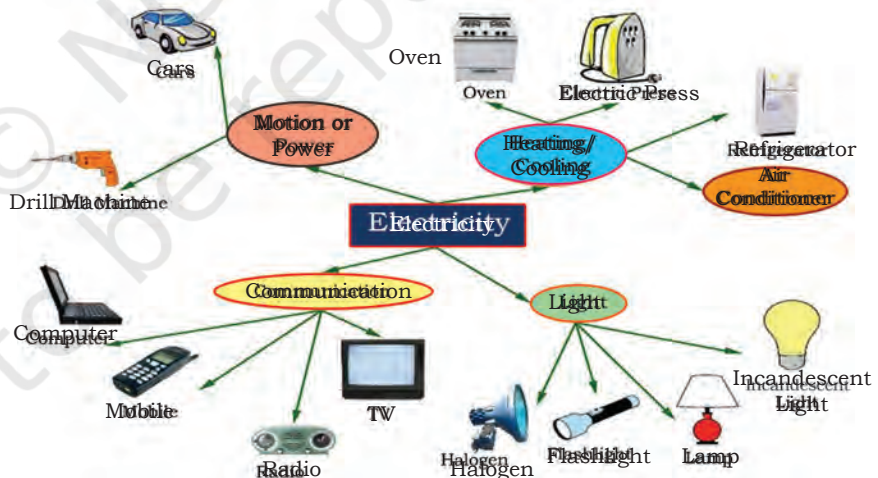 Cars
Oven
Oven
Electric Press
Motion or
Power
Heating/
Cooling
Refrigerator
Air
Conditioner
Drill Machine
Electricity
Communication
Light
Computer
Mobile
TV
Radio
Halogen
Flashlight
Lamp
Incandescent
Light